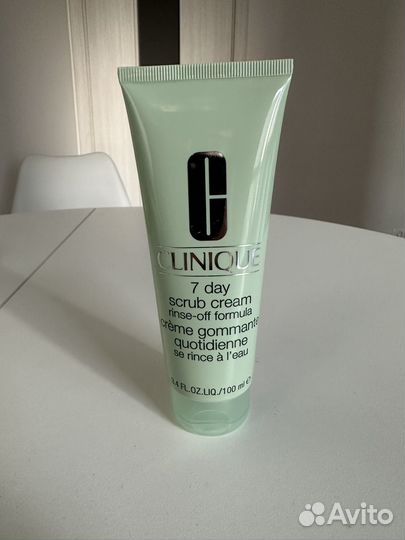 CLINIQUE
7 day
scrub cream
rinse-off formula
crème gommante
quotidienne
se rince à l'eau
3.4 FL.OZ.LIQ./100 ml e
Avito